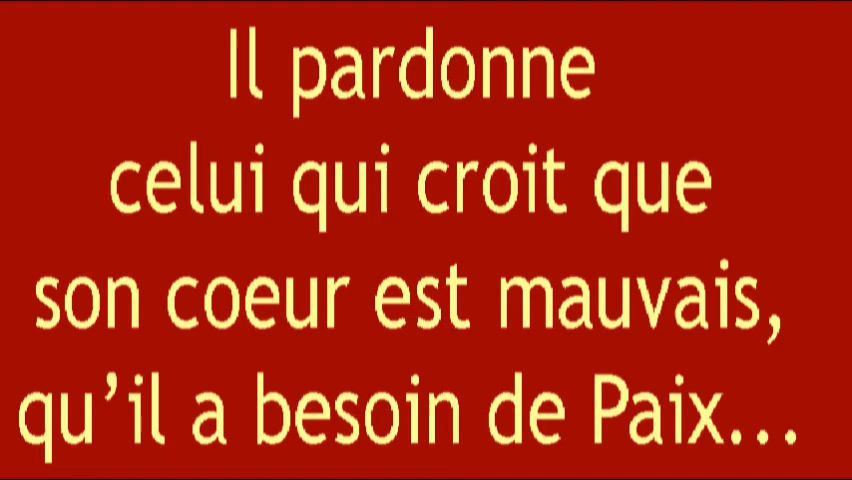 Il pardonne
celui qui croit que
son coeur est mauvais,
qu’il a besoin de Paix...